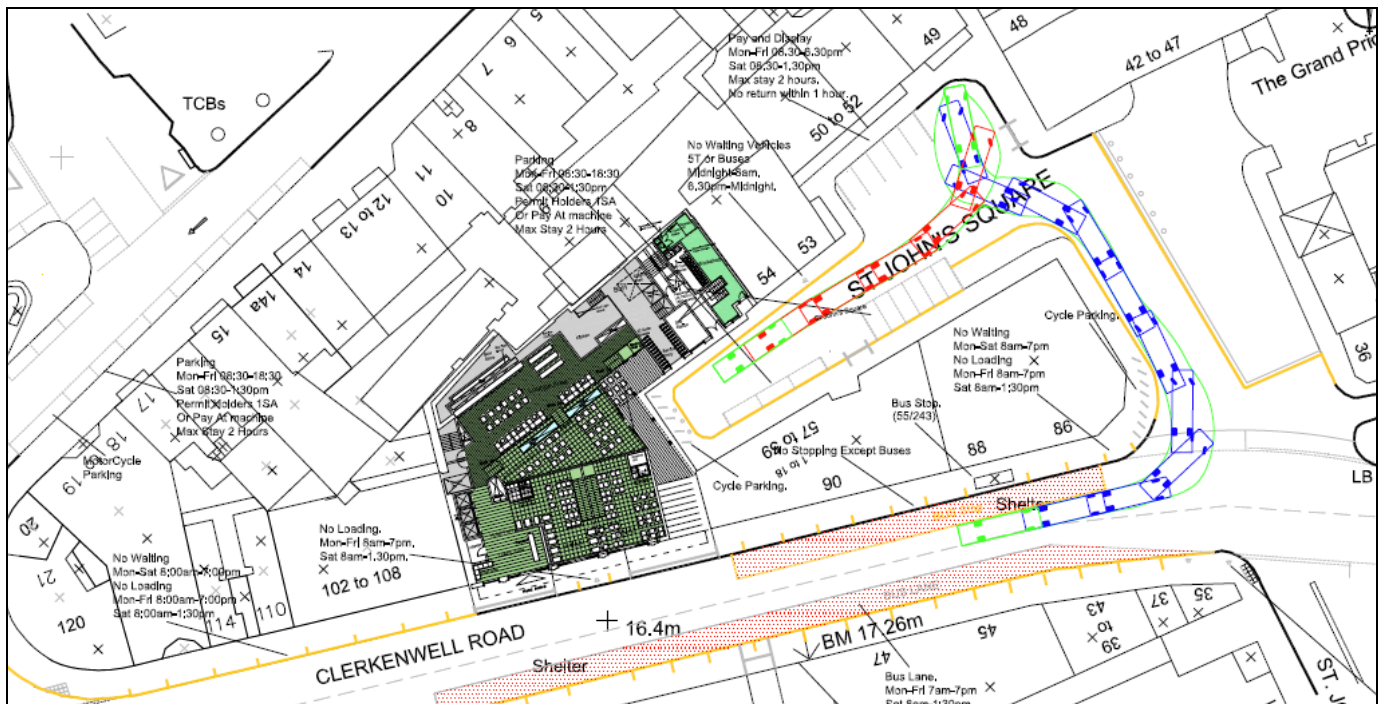 TCBs
5
6
7
8
10
11
12 to 13
14
14a
15
17
18
19
20
21
120
MotorCycle
Parking
Parking
Mon-Fri 08:30-18:30
Sat 08:30-1:30pm
Permit Holders 1SA
Or Pay At machine
Max Stay 2 Hours
Parking
Mon-Fri 08:30-18:30
Sat 08:30-1:30pm
Permit Holders 1SA
Or Pay At machine
Max Stay 2 Hours
No Waiting Vehicles
5T or Buses
Midnight-8am,
6.30pm-Midnight.
Pay and Display
Mon-Fri 08.30-6.30pm
Sat 08.30-1.30pm
Max stay 2 hours.
No return within 1 hour.
49
48
42 to 47
50 to 52
53
54
The Grand Prio
36
ST. JOHN'S SQUARE
Cycle Parking.
No Waiting
Mon-Sat 8am-7pm
No Loading
Mon-Fri 8am-7pm
Sat 8am-1:30pm
Bus Stop.
(55/243)
57 to 59
1 to 18
86
88
90
No Stopping Except Buses
Cycle Parking.
Shelter
LB
No Loading.
Mon-Fri 8am-7pm,
Sat 8am-1.30pm,
102 to 108
110
No Waiting
Mon-Sat 8:00am-7:00pm
No Loading
Mon-Fri 8:00am-7:00pm
Sat 8:00am-1:30pm
CLERKENWELL ROAD
16.4m
Shelter
BM 17.26m
45
47
43
to
39
37
35
Bus Lane.
Mon-Fri 7am-7pm
Sat 8am-1:30pm
ST. J